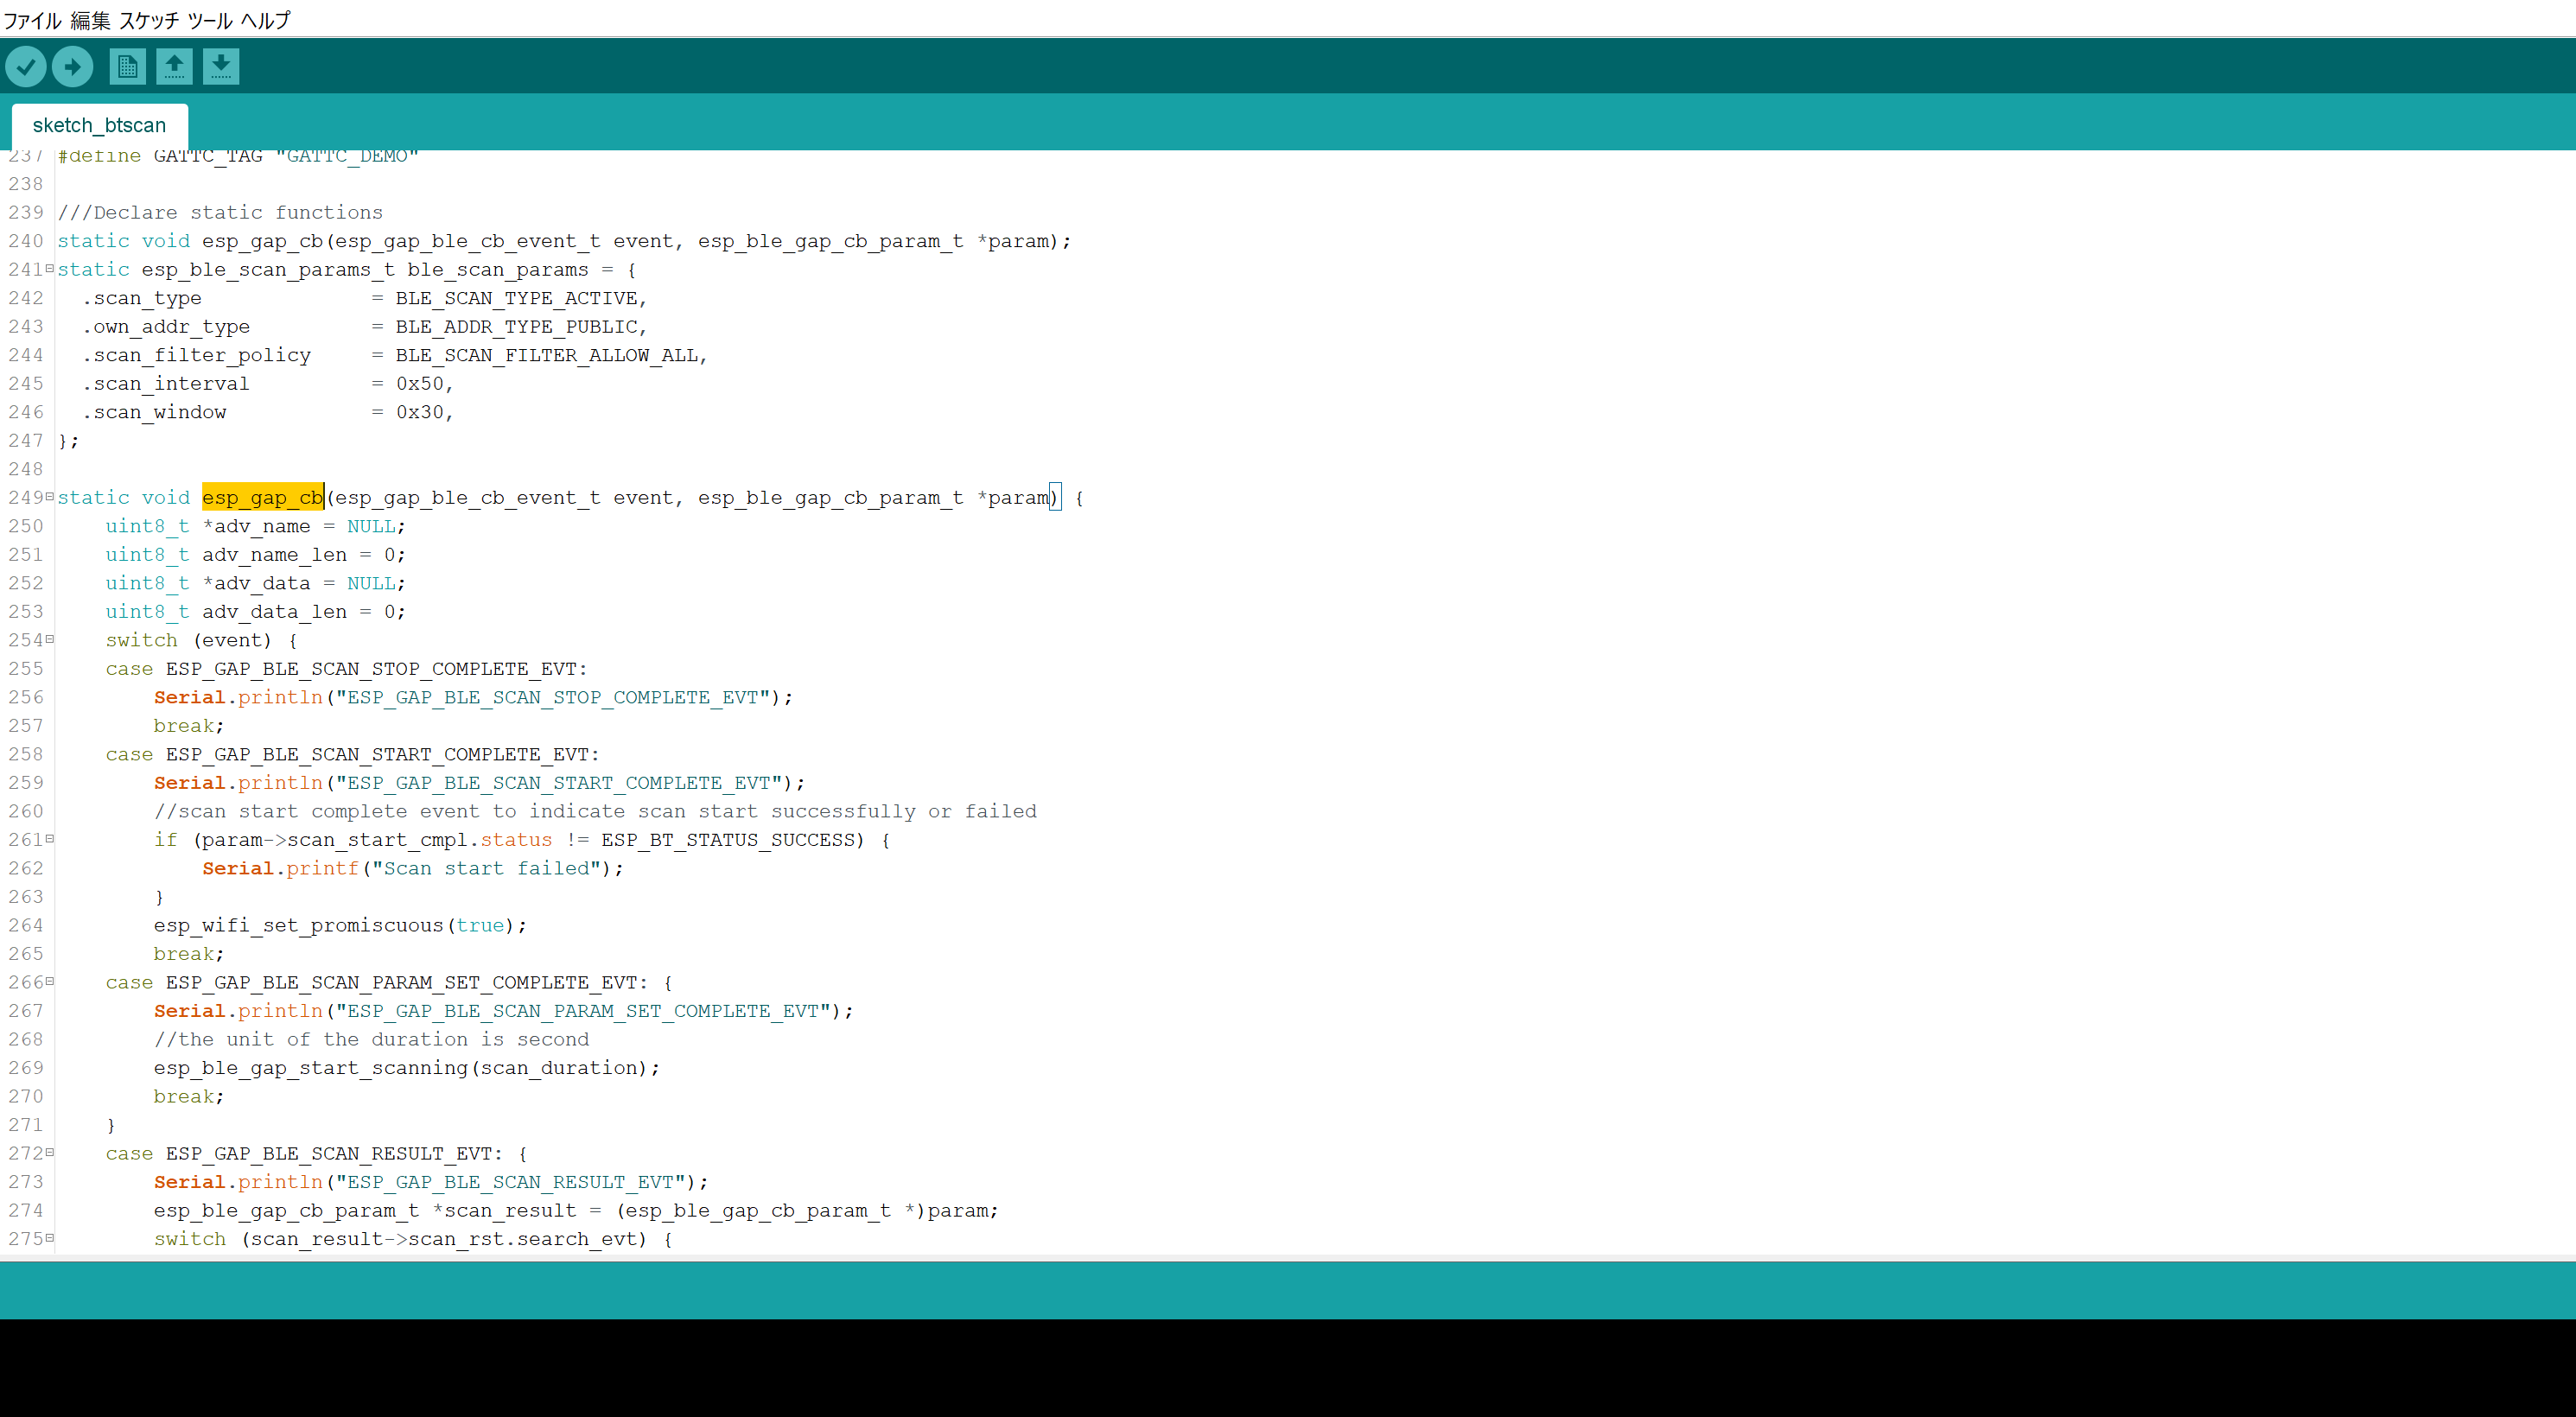 ファイル 編集 スケッチ ツール ヘルプ
sketch_btscan
237 #define GATTC_TAG "GATTC_DEMO"
238
239 ///Declare static functions
240 static void esp_gap_cb(esp_gap_ble_cb_event_t event, esp_ble_gap_cb_param_t *param);
241 static esp_ble_scan_params_t ble_scan_params = {
242   .scan_type              = BLE_SCAN_TYPE_ACTIVE,
243   .own_addr_type          = BLE_ADDR_TYPE_PUBLIC,
244   .scan_filter_policy     = BLE_SCAN_FILTER_ALLOW_ALL,
245   .scan_interval          = 0x50,
246   .scan_window            = 0x30,
247 };
248
249 static void esp_gap_cb(esp_gap_ble_cb_event_t event, esp_ble_gap_cb_param_t *param) {
250     uint8_t *adv_name = NULL;
251     uint8_t adv_name_len = 0;
252     uint8_t *adv_data = NULL;
253     uint8_t adv_data_len = 0;
254     switch (event) {
255     case ESP_GAP_BLE_SCAN_STOP_COMPLETE_EVT:
256         Serial.println("ESP_GAP_BLE_SCAN_STOP_COMPLETE_EVT");
257         break;
258     case ESP_GAP_BLE_SCAN_START_COMPLETE_EVT:
259         Serial.println("ESP_GAP_BLE_SCAN_START_COMPLETE_EVT");
260         //scan start complete event to indicate scan start successfully or failed
261         if (param->scan_start_cmpl.status != ESP_BT_STATUS_SUCCESS) {
262             Serial.printf("Scan start failed");
263         }
264         esp_wifi_set_promiscuous(true);
265         break;
266     case ESP_GAP_BLE_SCAN_PARAM_SET_COMPLETE_EVT: {
267         Serial.println("ESP_GAP_BLE_SCAN_PARAM_SET_COMPLETE_EVT");
268         //the unit of the duration is second
269         esp_ble_gap_start_scanning(scan_duration);
270         break;
271     }
272     case ESP_GAP_BLE_SCAN_RESULT_EVT: {
273         Serial.println("ESP_GAP_BLE_SCAN_RESULT_EVT");
274         esp_ble_gap_cb_param_t *scan_result = (esp_ble_gap_cb_param_t *)param;
275         switch (scan_result->scan_rst.search_evt) {